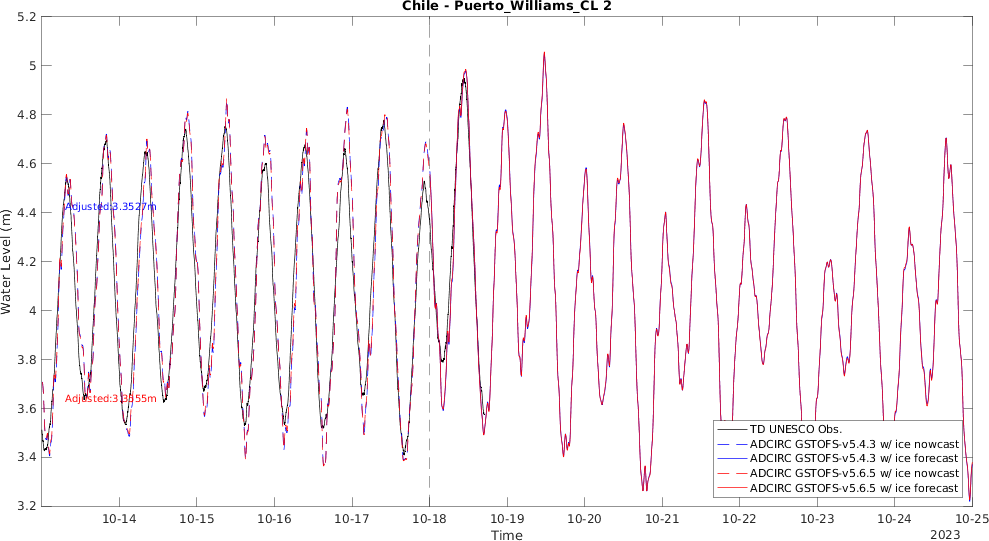 Chile - Puerto_Williams_CL 2
5.2
5
4.8
4.6
4.4
4.2
4
3.8
3.6
3.4
3.2
Water Level (m)
Adjusted:3.3527m
Adjusted:3.3355m
TD UNESCO Obs.
ADCIRC GSTOFS-v5.4.3 w/ ice nowcast
ADCIRC GSTOFS-v5.4.3 w/ ice forecast
ADCIRC GSTOFS-v5.6.5 w/ ice nowcast
ADCIRC GSTOFS-v5.6.5 w/ ice forecast
10-14 10-15 10-16 10-17 10-18 10-19 10-20 10-21 10-22 10-23 10-24 10-25
Time
2023